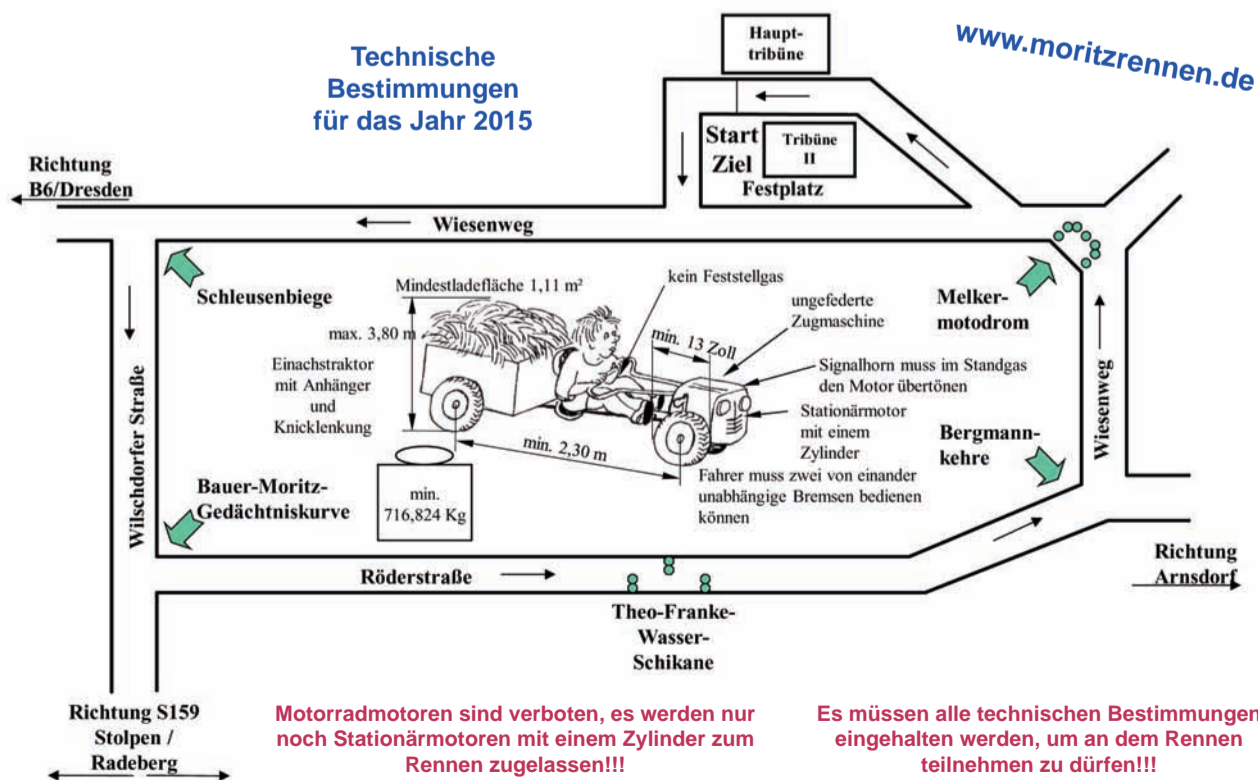 Technische
Bestimmungen
für das Jahr 2015
www.moritzrennen.de
Haupt-
tribüne
Start
Ziel
Tribüne
II
Festplatz
Richtung
B6/Dresden
Wiesenweg
Schleusenbiege
Mindestladefläche 1,11 m²
kein Feststellgas
ungefederte
Zugmaschine
Melker-
motodrom
max. 3,80 m
min. 13 Zoll
Einachstraktor
mit Anhänger
und
Knicklenkung
Signalhorn muss im Standgas
den Motor übertönen
Stationärmotor
mit einem
Zylinder
min. 2,30 m
Bergmann-
kehre
Wiesenweg
Wilschdorfer Straße
Bauer-Moritz-
Gedächtniskurve
min.
716,824 Kg
Fahrer muss zwei von einander
unabhängige Bremsen bedienen
können
Röderstraße
Richtung
Arnsdorf
Theo-Franke-
Wasser-
Schikane
Richtung S159
Stolpen /
Radeberg
Motorradmotoren sind verboten, es werden nur
noch Stationärmotoren mit einem Zylinder zum
Rennen zugelassen!!!
Es müssen alle technischen Bestimmungen
eingehalten werden, um an dem Rennen
teilnehmen zu dürfen!!!